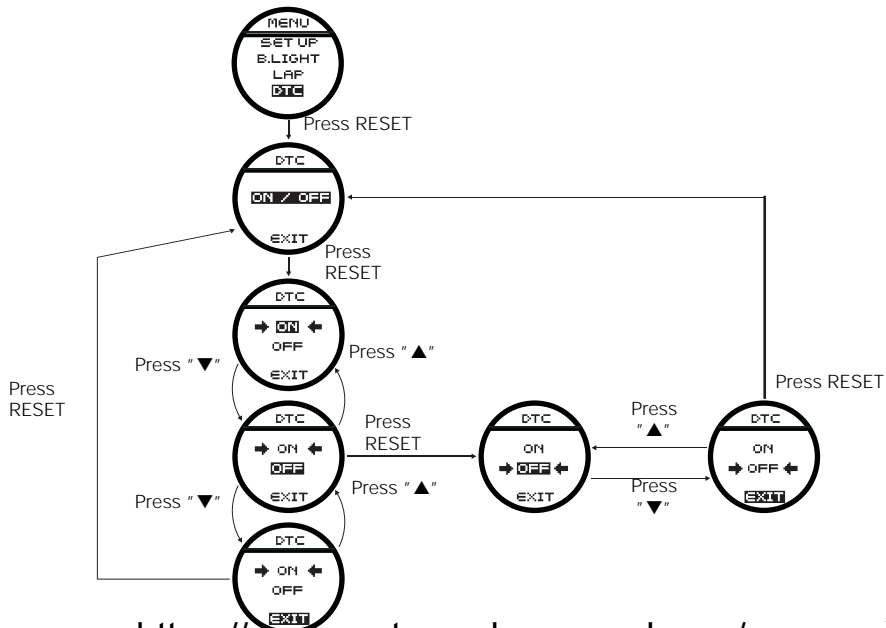 MENU
SET UP
B.LIGHT
LAP
DTC
Press RESET
DTC
ON / OFF
EXIT
Press
RESET
DTC
➔ ON ←
OFF
EXIT
Press "▼"
Press "▲"
Press
RESET
Press RESET
DTC
➔ ON ←
OFF
EXIT
Press
RESET
DTC
ON
➔ OFF ←
EXIT
Press
"▲"
Press
"▼"
DTC
ON
➔ OFF ←
EXIT
Press "▼"
Press "▲"
DTC
➔ ON ←
OFF
EXIT